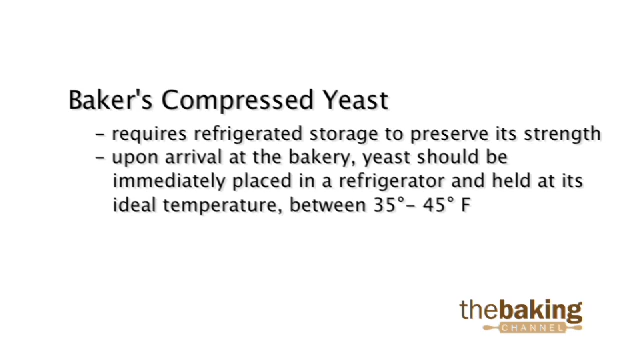 Baker's Compressed Yeast
- requires refrigerated storage to preserve its strength
- upon arrival at the bakery, yeast should be
immediately placed in a refrigerator and held at its
ideal temperature, between 35°- 45° F
thebaking
CHANNEL